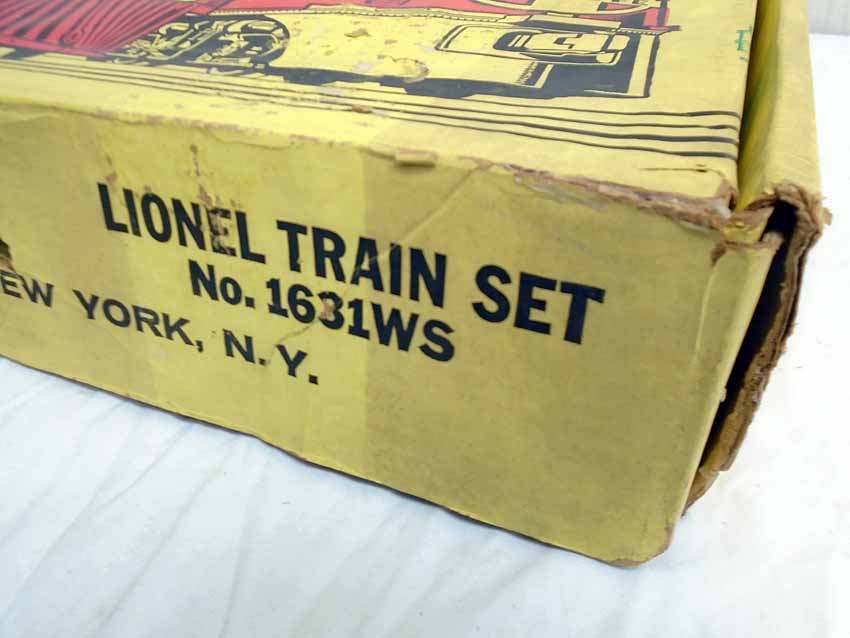 LIONEL TRAIN SET
No. 1631WS
EW YORK, N. Y.